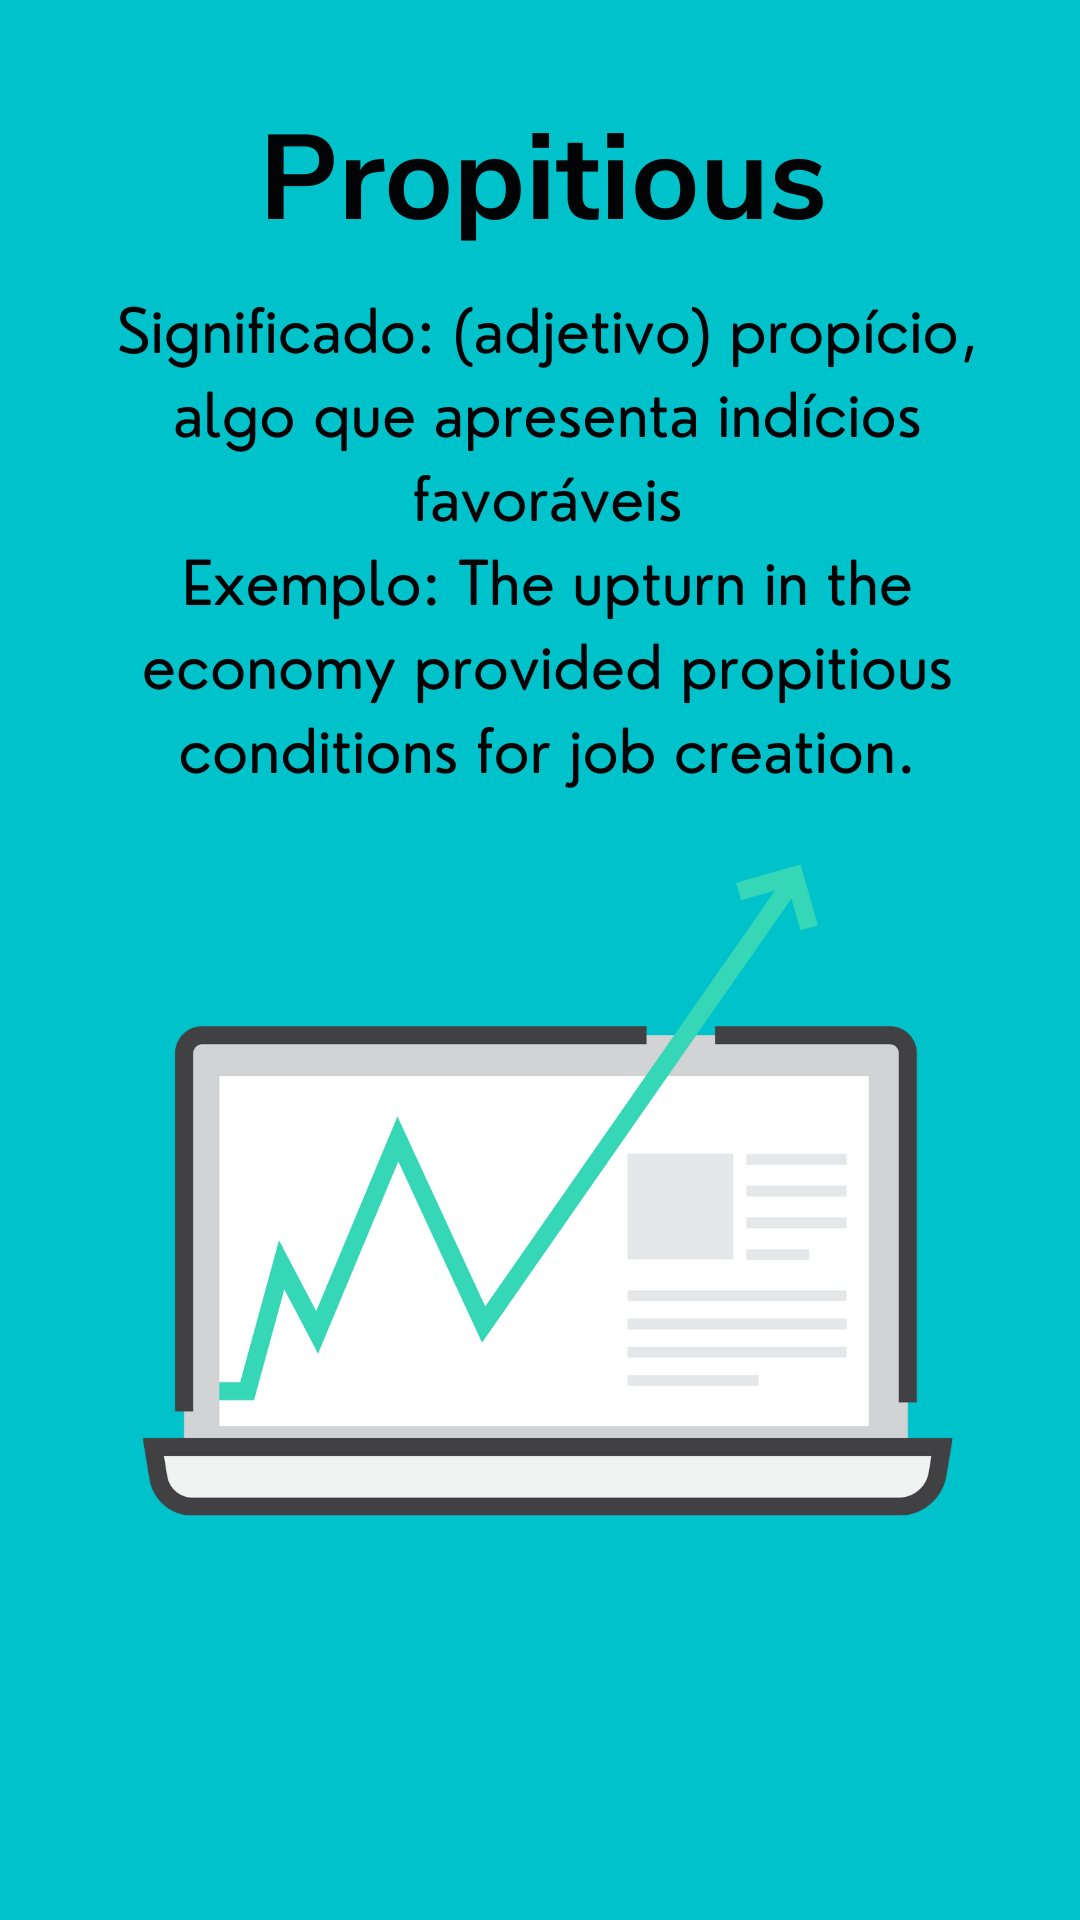 Propitious
Significado: (adjetivo) propício,
algo que apresenta indícios
favoráveis
Exemplo: The upturn in the
economy provided propitious
conditions for job creation.